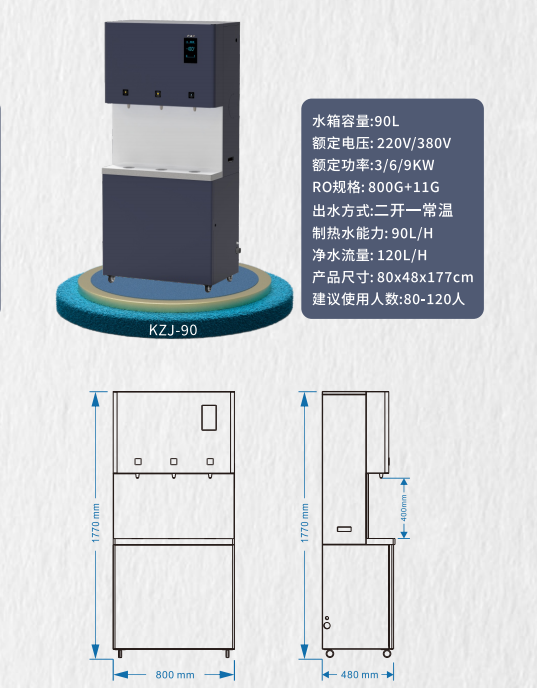 水箱容量:90L
额定电压: 220V/380V
额定功率:3/6/9KW
RO规格: 800G+11G
出水方式:二开一常温
制热水能力: 90L/H
净水流量: 120L/H
产品尺寸: 80x48x177cm
建议使用人数:80-120人
KZJ-90
1770 mm
1770 mm
400mm
800 mm
480 mm